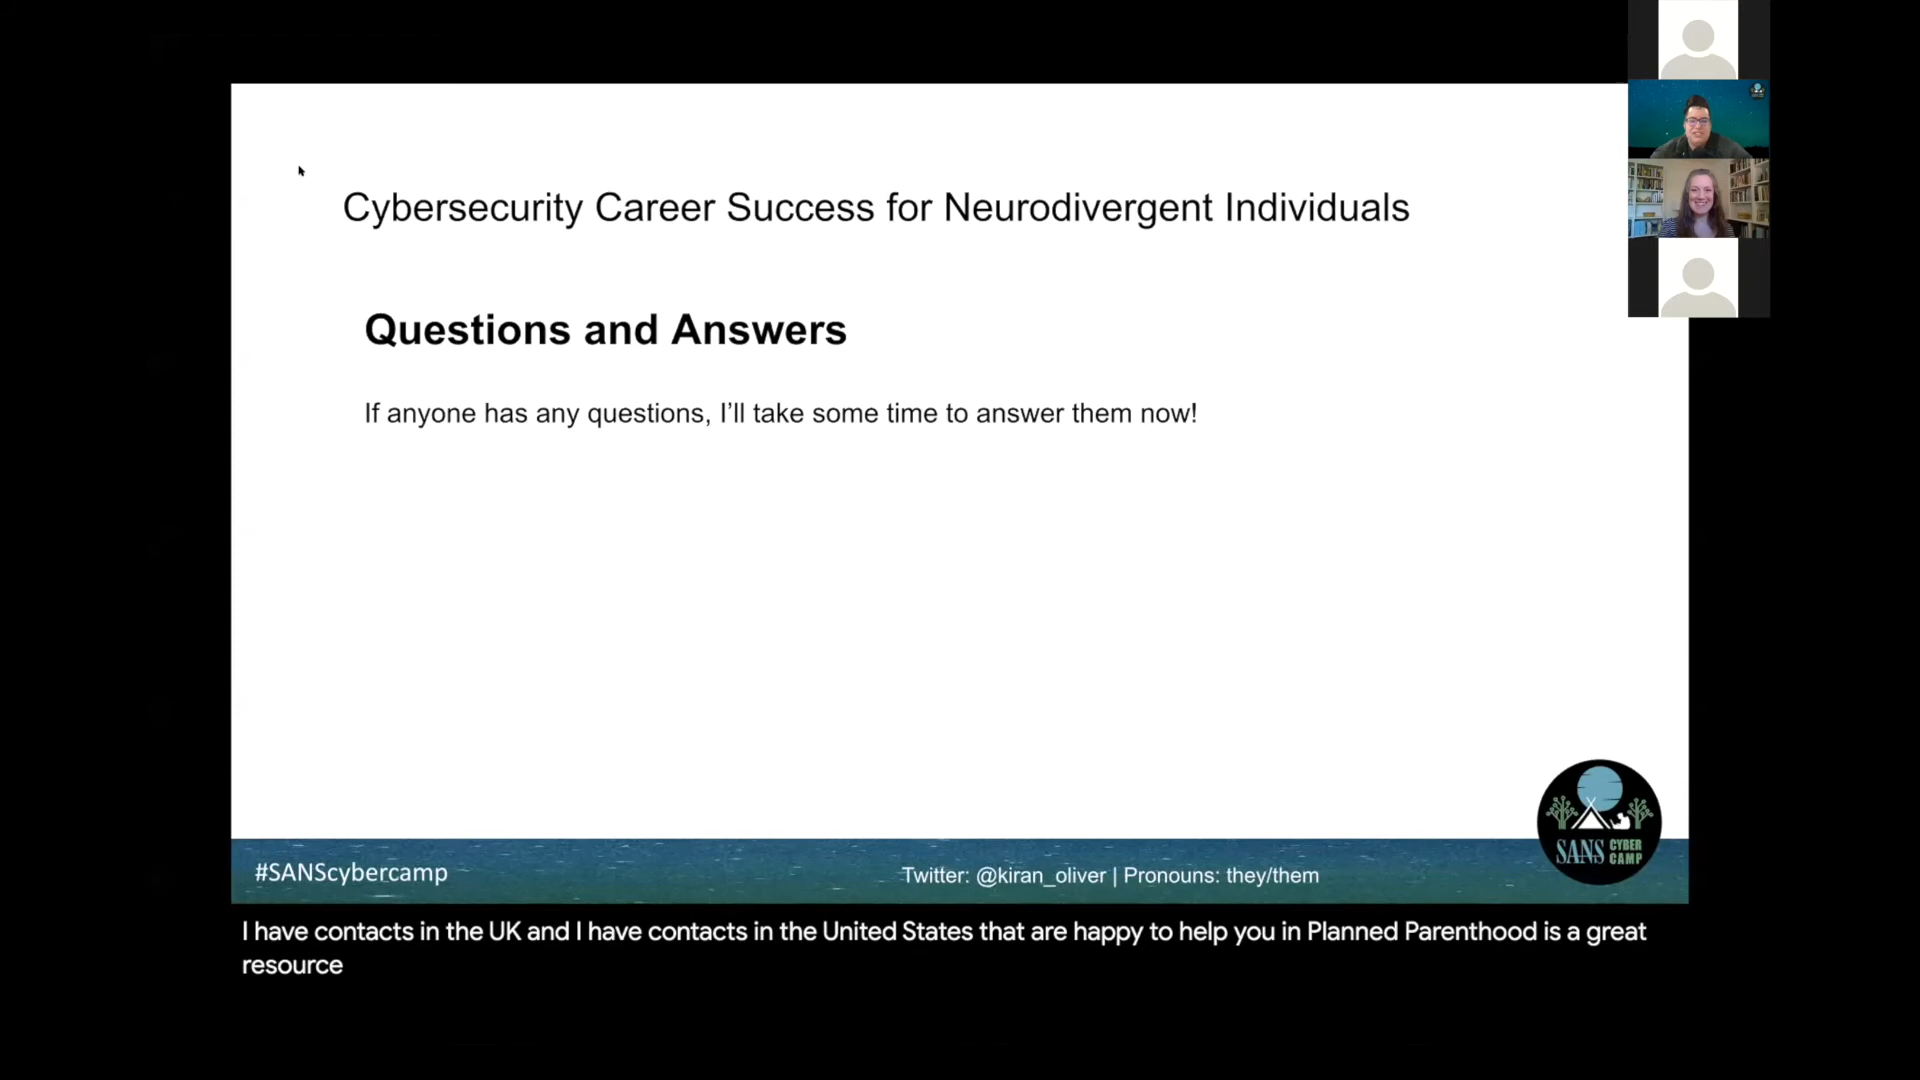 Cybersecurity Career Success for Neurodivergent Individuals
Questions and Answers
If anyone has any questions, I'll take some time to answer them now!
SANS CYBER CAMP
#SANScybercamp
Twitter: @kiran_oliver | Pronouns: they/them
I have contacts in the UK and I have contacts in the United States that are happy to help you in Planned Parenthood is a great
resource